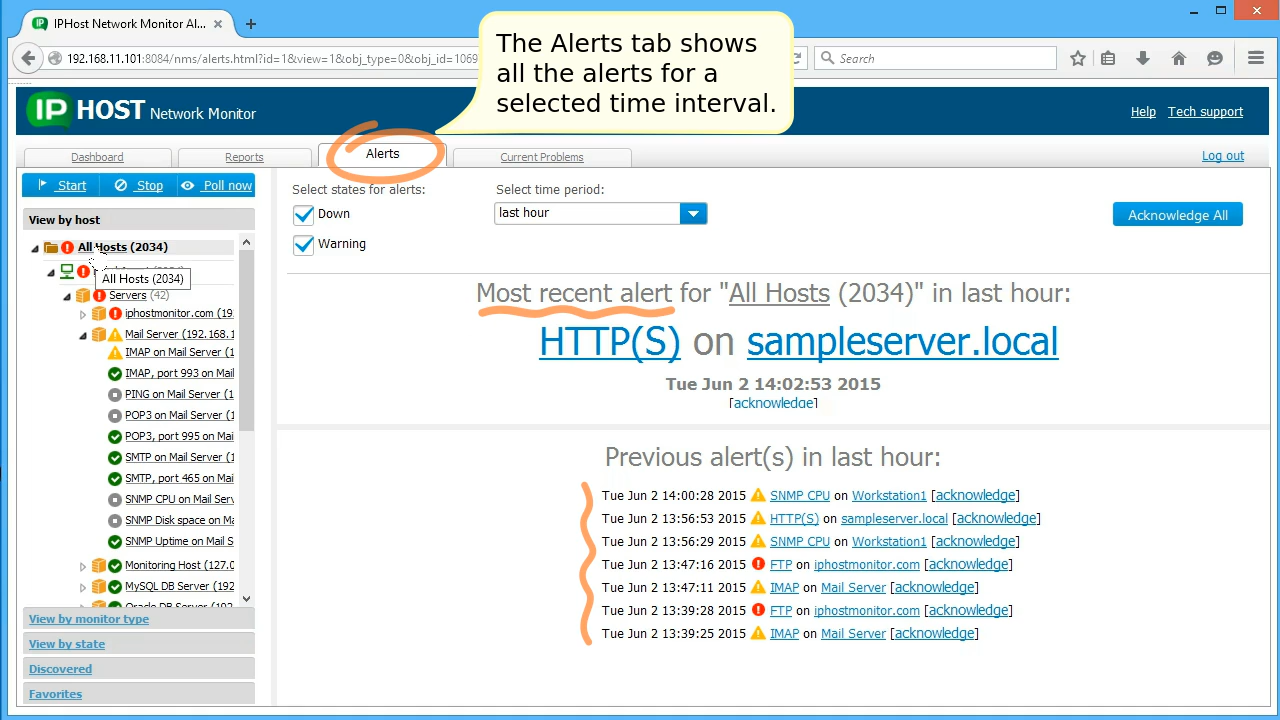 IPHost Network Monitor Al...
192.168.11.101:8084/nms/alerts.html?id=1&view=1&obj_type=0&obj_id=1069
Search
The Alerts tab shows
all the alerts for a
selected time interval.
IP HOST Network Monitor
Help Tech support
Dashboard Reports Alerts Current Problems Log out
Start Stop Poll now
View by host
All Hosts (2034)
All Hosts (2034)
Servers (42)
iphostmonitor.com (19
Mail Server (192.168.1
IMAP on Mail Server (1
IMAP, port 993 on Mail
PING on Mail Server (1
POP3 on Mail Server (1
POP3, port 995 on Mai
SMTP on Mail Server (1
SMTP, port 465 on Mail
SNMP CPU on Mail Serv
SNMP Disk space on Ma
SNMP Uptime on Mail S
Monitoring Host (127.0
MySQL DB Server (192
Oracle DB Server (192
View by monitor type
View by state
Discovered
Favorites
Select states for alerts:
Down
Warning
Select time period:
last hour
Acknowledge All
Most recent alert for "All Hosts (2034)" in last hour:
HTTP(S) on sampleserver.local
Tue Jun 2 14:02:53 2015
[acknowledge]
Previous alert(s) in last hour:
Tue Jun 2 14:00:28 2015 SNMP CPU on Workstation1 [acknowledge]
Tue Jun 2 13:56:53 2015 HTTP(S) on sampleserver.local [acknowledge]
Tue Jun 2 13:56:29 2015 SNMP CPU on Workstation1 [acknowledge]
Tue Jun 2 13:47:16 2015 FTP on iphostmonitor.com [acknowledge]
Tue Jun 2 13:47:11 2015 IMAP on Mail Server [acknowledge]
Tue Jun 2 13:39:28 2015 FTP on iphostmonitor.com [acknowledge]
Tue Jun 2 13:39:25 2015 IMAP on Mail Server [acknowledge]